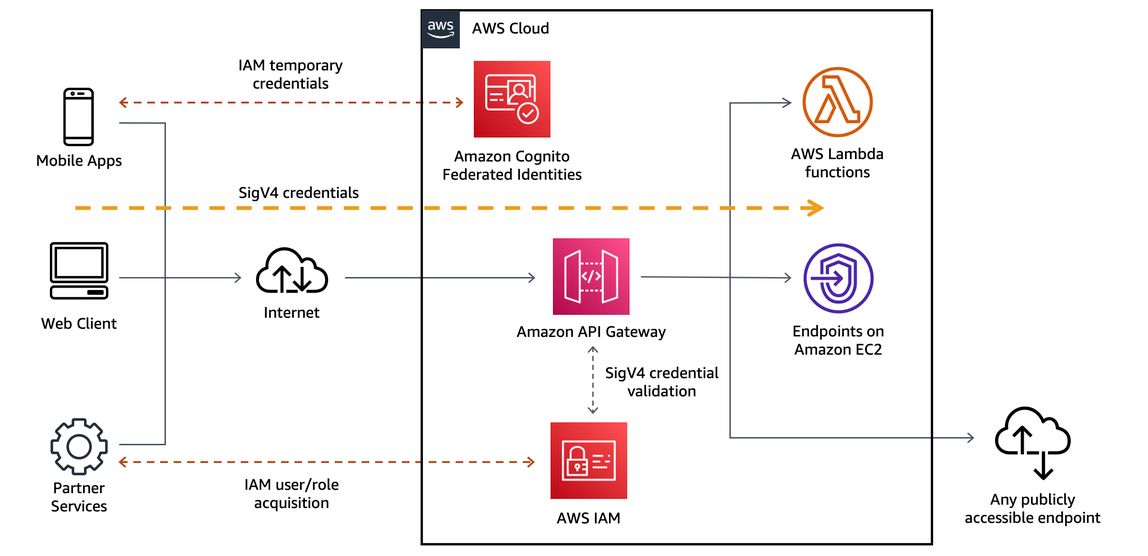 aws
AWS Cloud
IAM temporary
credentials
Mobile Apps
Amazon Cognito
Federated Identities
AWS Lambda
functions
SigV4 credentials
</>
Web Client
Internet
Amazon API Gateway
Endpoints on
Amazon EC2
SigV4 credential
validation
Partner
Services
IAM user/role
acquisition
AWS IAM
Any publicly
accessible endpoint